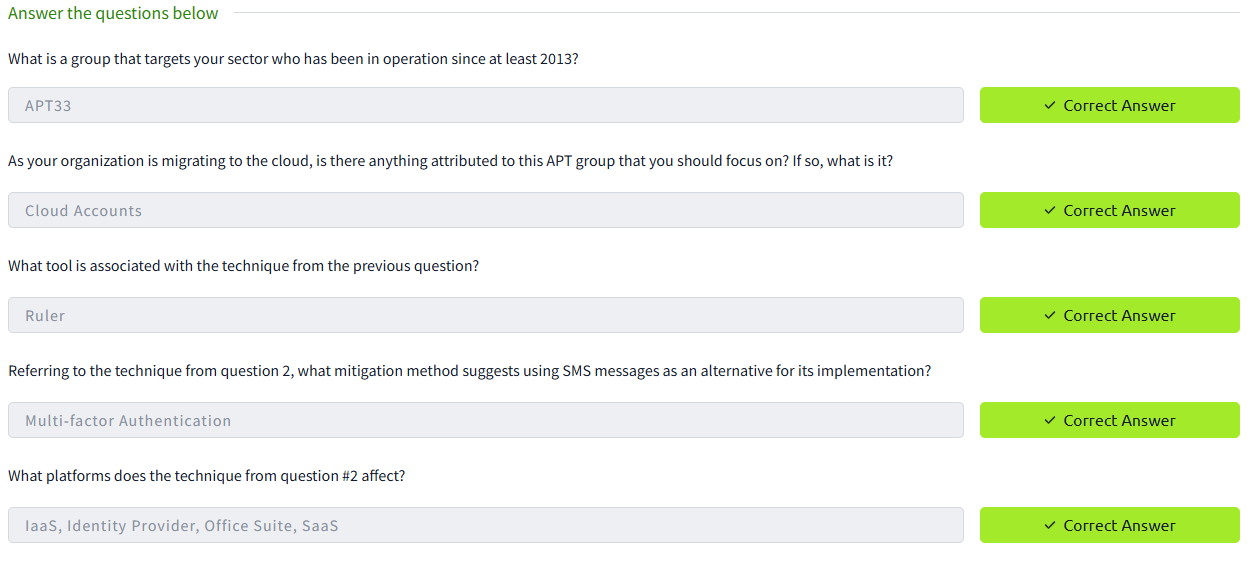 Answer the questions below
What is a group that targets your sector who has been in operation since at least 2013?
APT33
✓ Correct Answer
As your organization is migrating to the cloud, is there anything attributed to this APT group that you should focus on? If so, what is it?
Cloud Accounts
✓ Correct Answer
What tool is associated with the technique from the previous question?
Ruler
✓ Correct Answer
Referring to the technique from question 2, what mitigation method suggests using SMS messages as an alternative for its implementation?
Multi-factor Authentication
✓ Correct Answer
What platforms does the technique from question #2 affect?
IaaS, Identity Provider, Office Suite, SaaS
✓ Correct Answer